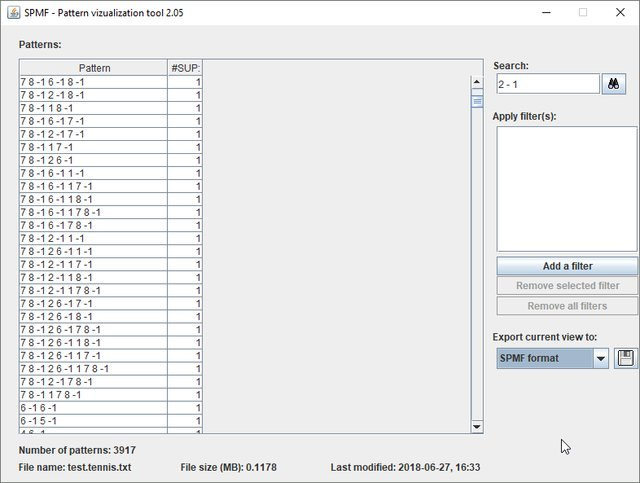 SPMF - Pattern vizualization tool 2.05
Patterns:
Pattern #SUP:
7 8 -1 6 -1 8 -1 1
7 8 -1 2 -1 8 -1 1
7 8 -1 1 8 -1 1
7 8 -1 6 -1 7 -1 1
7 8 -1 2 -1 7 -1 1
7 8 -1 1 7 -1 1
7 8 -1 2 6 -1 1
7 8 -1 6 -1 1 -1 1
7 8 -1 6 -1 1 7 -1 1
7 8 -1 6 -1 1 8 -1 1
7 8 -1 6 -1 1 7 8 -1 1
7 8 -1 6 -1 7 8 -1 1
7 8 -1 2 -1 1 -1 1
7 8 -1 2 6 -1 1 -1 1
7 8 -1 2 -1 1 7 -1 1
7 8 -1 2 -1 1 8 -1 1
7 8 -1 2 -1 1 7 8 -1 1
7 8 -1 2 6 -1 7 -1 1
7 8 -1 2 6 -1 8 -1 1
7 8 -1 2 6 -1 7 8 -1 1
7 8 -1 2 6 -1 1 8 -1 1
7 8 -1 2 6 -1 1 7 -1 1
7 8 -1 2 6 -1 1 7 8 -1 1
7 8 -1 2 -1 7 8 -1 1
7 8 -1 1 7 8 -1 1
6 -1 6 -1 1
6 -1 5 -1 1
Search:
2 - 1
Apply filter(s):
Add a filter
Remove selected filter
Remove all filters
Export current view to:
SPMF format
Number of patterns: 3917
File name: test.tennis.txt File size (MB): 0.1178 Last modified: 2018-06-27, 16:33